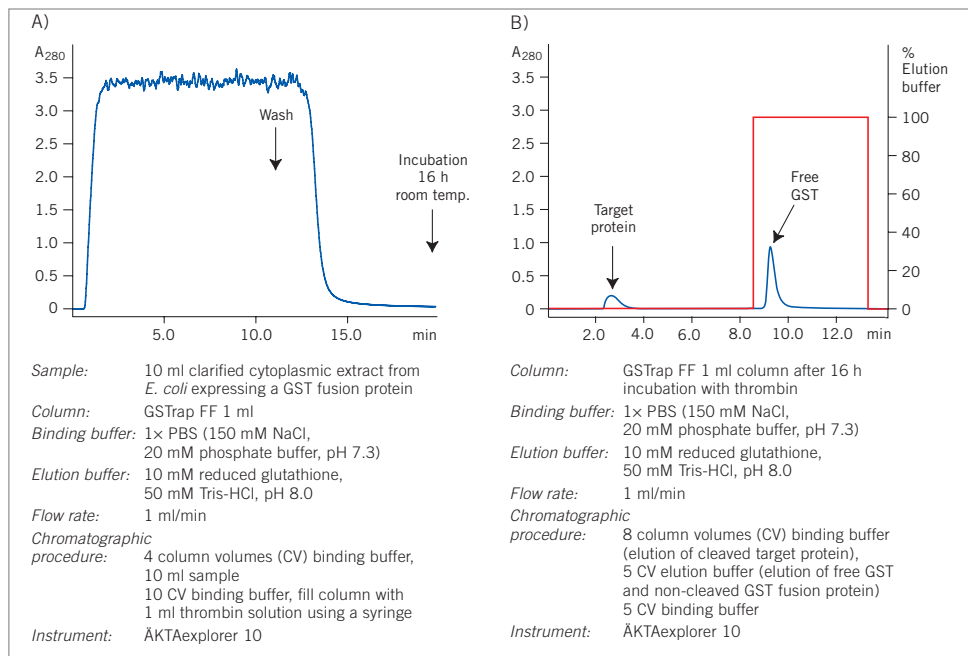 A)
A280
3.5
3.0
2.5
2.0
1.5
1.0
0.5
0
Wash
Incubation
16 h
room temp.
5.0 10.0 15.0 min
Sample: 10 ml clarified cytoplasmic extract from
E. coli expressing a GST fusion protein
Column: GSTrap FF 1 ml
Binding buffer: 1× PBS (150 mM NaCl,
20 mM phosphate buffer, pH 7.3)
Elution buffer: 10 mM reduced glutathione,
50 mM Tris-HCl, pH 8.0
Flow rate: 1 ml/min
Chromatographic
procedure: 4 column volumes (CV) binding buffer,
10 ml sample
10 CV binding buffer, fill column with
1 ml thrombin solution using a syringe
Instrument: ÄKTAexplorer 10
B)
A280
3.5
3.0
2.5
2.0
1.5
1.0
0.5
0
Target
protein
Free
GST
%
Elution
buffer
100
80
60
40
20
0
2.0 4.0 6.0 8.0 10.0 12.0 min
Column: GSTrap FF 1 ml column after 16 h
incubation with thrombin
Binding buffer: 1× PBS (150 mM NaCl,
20 mM phosphate buffer, pH 7.3)
Elution buffer: 10 mM reduced glutathione,
50 mM Tris-HCl, pH 8.0
Flow rate: 1 ml/min
Chromatographic
procedure: 8 column volumes (CV) binding buffer
(elution of cleaved target protein),
5 CV elution buffer (elution of free GST
and non-cleaved GST fusion protein)
5 CV binding buffer
Instrument: ÄKTAexplorer 10